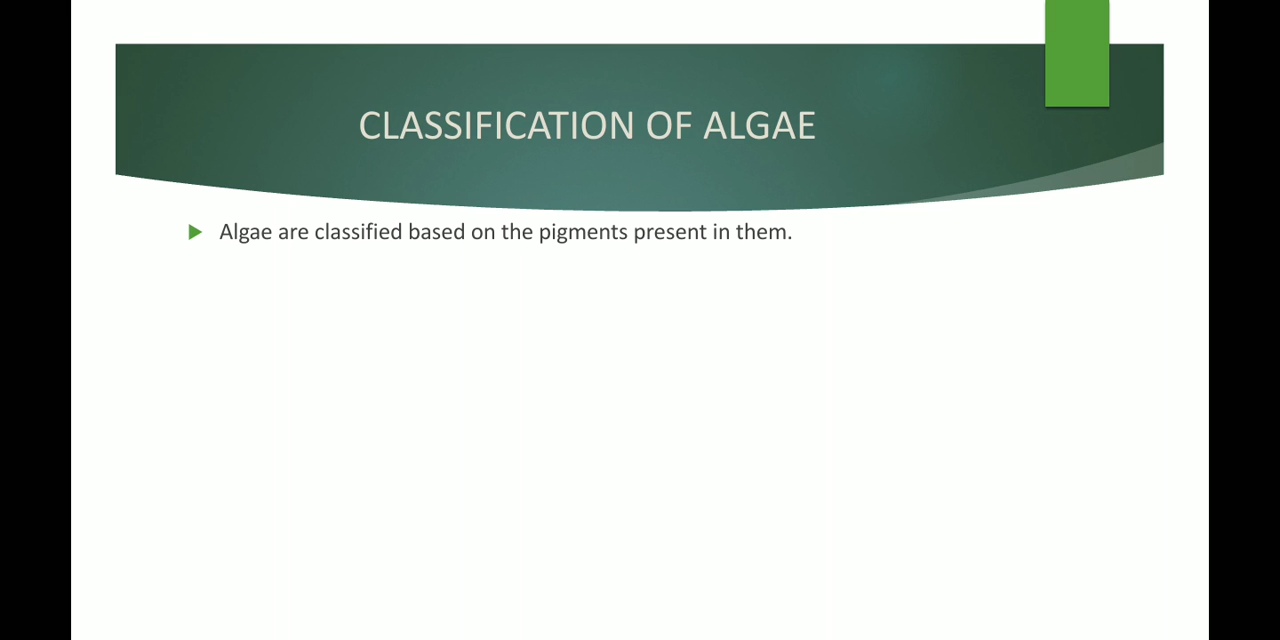 CLASSIFICATION OF ALGAE
Algae are classified based on the pigments present in them.